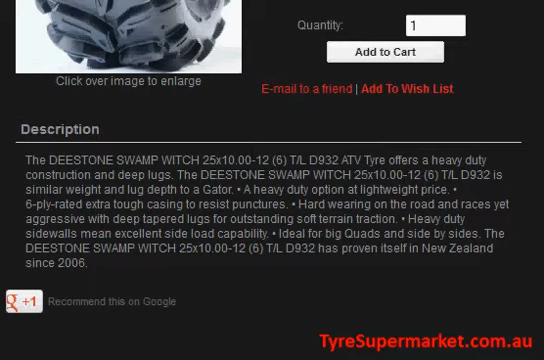 Quantity: 1
Add to Cart
Click over image to enlarge
E-mail to a friend | Add To Wish List
Description
The DEESTONE SWAMP WITCH 25x10.00-12 (6) T/L D932 ATV Tyre offers a heavy duty
construction and deep lugs. The DEESTONE SWAMP WITCH 25x10.00-12 (6) T/L D932 is
similar weight and lug depth to a Gator. • A heavy duty option at lightweight price. •
6-ply-rated extra tough casing to resist punctures. • Hard wearing on the road and races yet
aggressive with deep tapered lugs for outstanding soft terrain traction. • Heavy duty
sidewalls mean excellent side load capability. • Ideal for big Quads and side by sides. The
DEESTONE SWAMP WITCH 25x10.00-12 (6) T/L D932 has proven itself in New Zealand
since 2006.
g +1 Recommend this on Google
TyreSupermarket.com.au